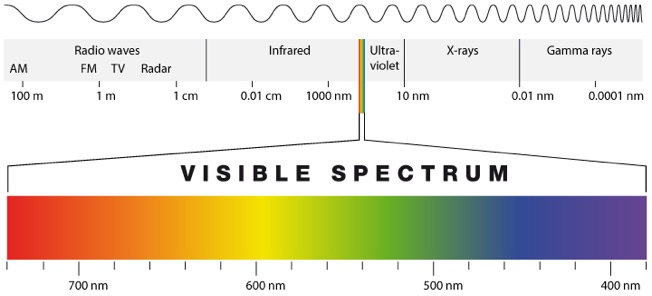 Radio waves
Infrared
Ultra-
violet
X-rays
Gamma rays
AM
FM
TV
Radar
100 m
1 m
1 cm
0.01 cm
1000 nm
10 nm
0.01 nm
0.0001 nm
VISIBLE SPECTRUM
700 nm
600 nm
500 nm
400 nm